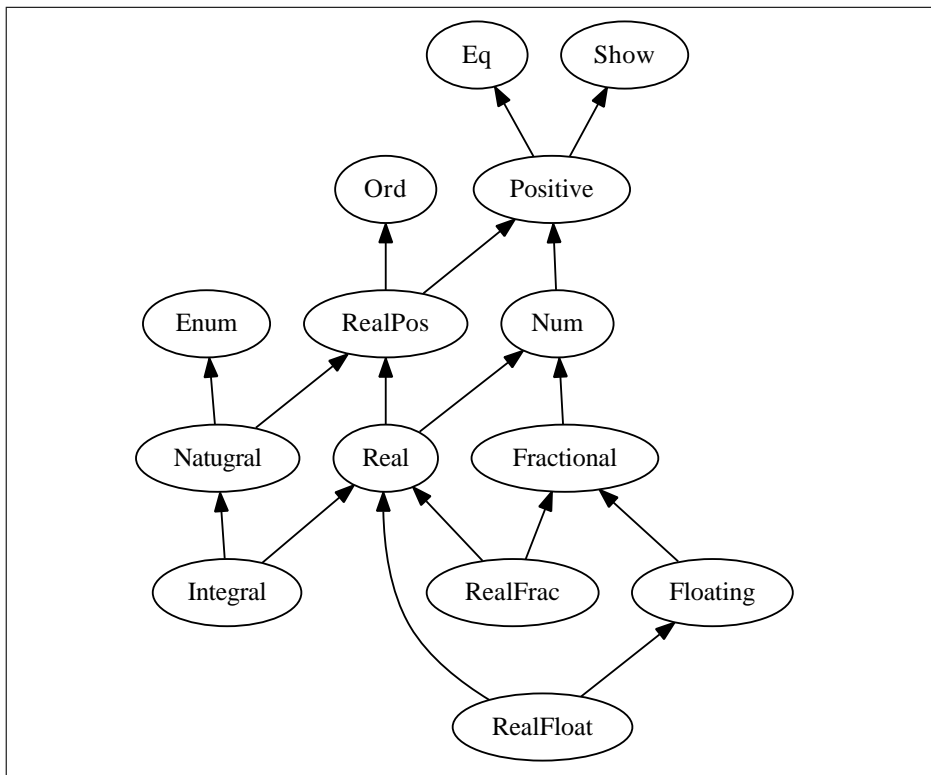 Eq Show
Ord Positive
Enum RealPos Num
Natugral Real Fractional
Integral RealFrac Floating
RealFloat